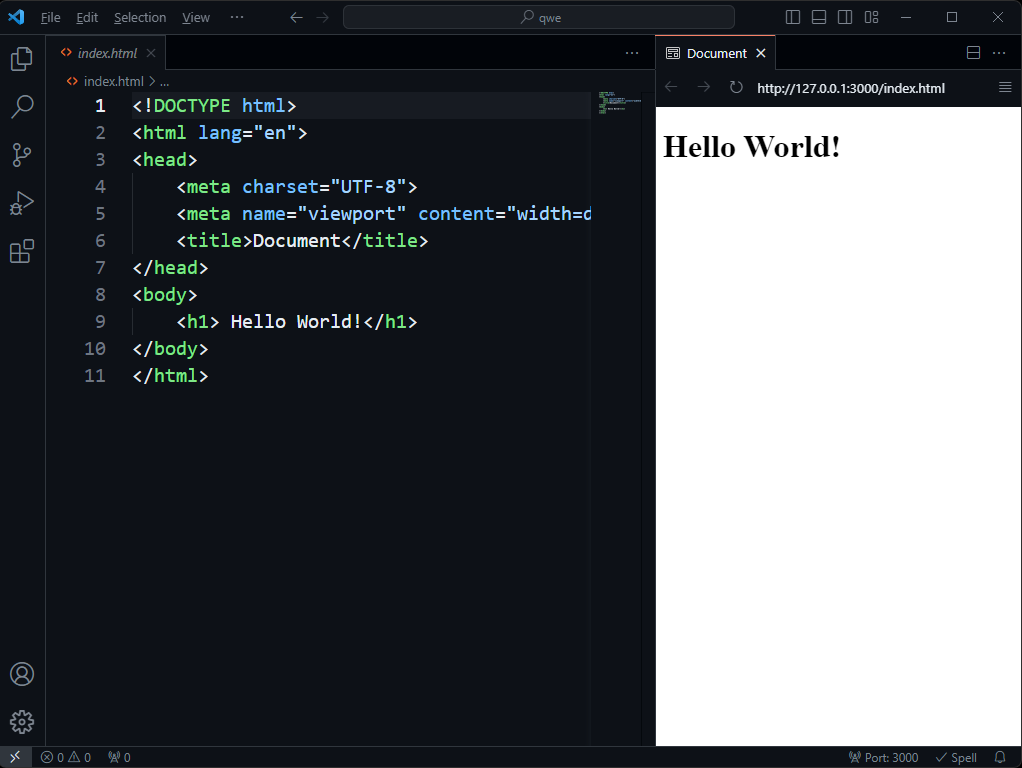 File Edit Selection View ··· qwe
index.html
Document
index.html > ...
http://127.0.0.1:3000/index.html
1 <!DOCTYPE html>
2 <html lang="en">
3 <head>
4 <meta charset="UTF-8">
5 <meta name="viewport" content="width=d
6 <title>Document</title>
7 </head>
8 <body>
9 <h1> Hello World!</h1>
10 </body>
11 </html>
Hello World!
0 0 0 Port: 3000 Spell